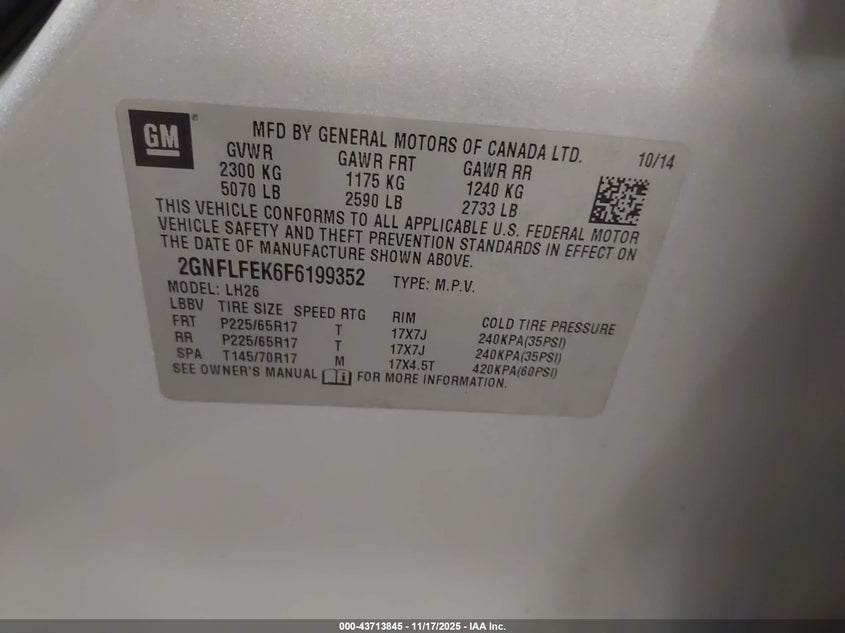 GM ®
MFD BY GENERAL MOTORS OF CANADA LTD. 10/14
GVWR GAWR FRT GAWR RR
2300 KG 1175 KG 1240 KG
5070 LB 2590 LB 2733 LB
THIS VEHICLE CONFORMS TO ALL APPLICABLE U.S. FEDERAL MOTOR
VEHICLE SAFETY AND THEFT PREVENTION STANDARDS IN EFFECT ON
THE DATE OF MANUFACTURE SHOWN ABOVE.
2GNFLFEK6F6199352 TYPE: M.P.V.
MODEL: LH26
LBBV TIRE SIZE SPEED RTG RIM COLD TIRE PRESSURE
FRT P225/65R17 T 17X7J 240KPA(35PSI)
RR P225/65R17 T 17X7J 240KPA(35PSI)
SPA T145/70R17 M 17X4.5T 420KPA(60PSI)
SEE OWNER'S MANUAL FOR MORE INFORMATION.
000-43713845 - 11/17/2025 - IAA Inc.